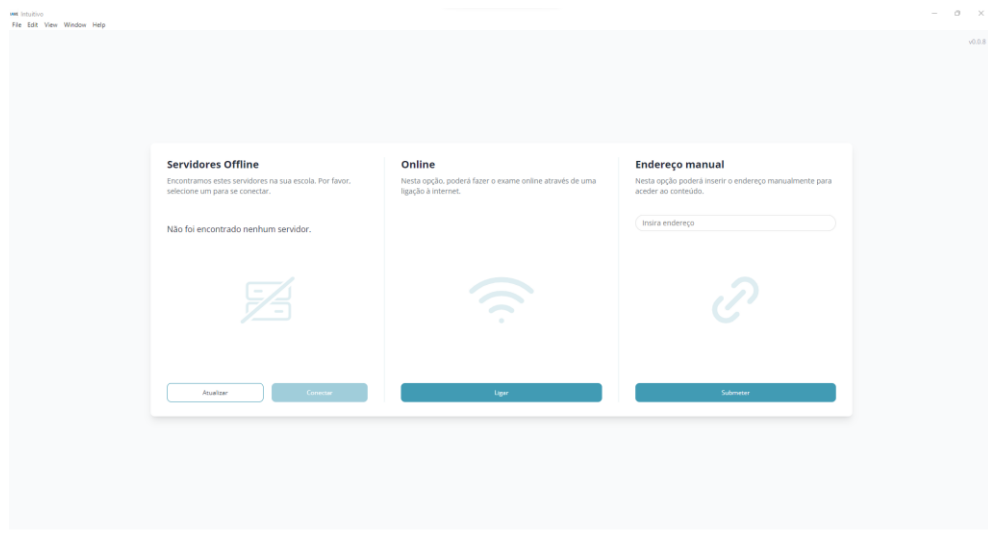 Intuitivo
File Edit View Window Help
v0.0.8
Servidores Offline
Encontramos estes servidores na sua escola. Por favor,
selecione um para se conectar.
Não foi encontrado nenhum servidor.
Atualizar
Conectar
Online
Nesta opção, poderá fazer o exame online através de uma
ligação à internet.
Ligar
Endereço manual
Nesta opção poderá inserir o endereço manualmente para
aceder ao conteúdo.
Insira endereço
Submeter